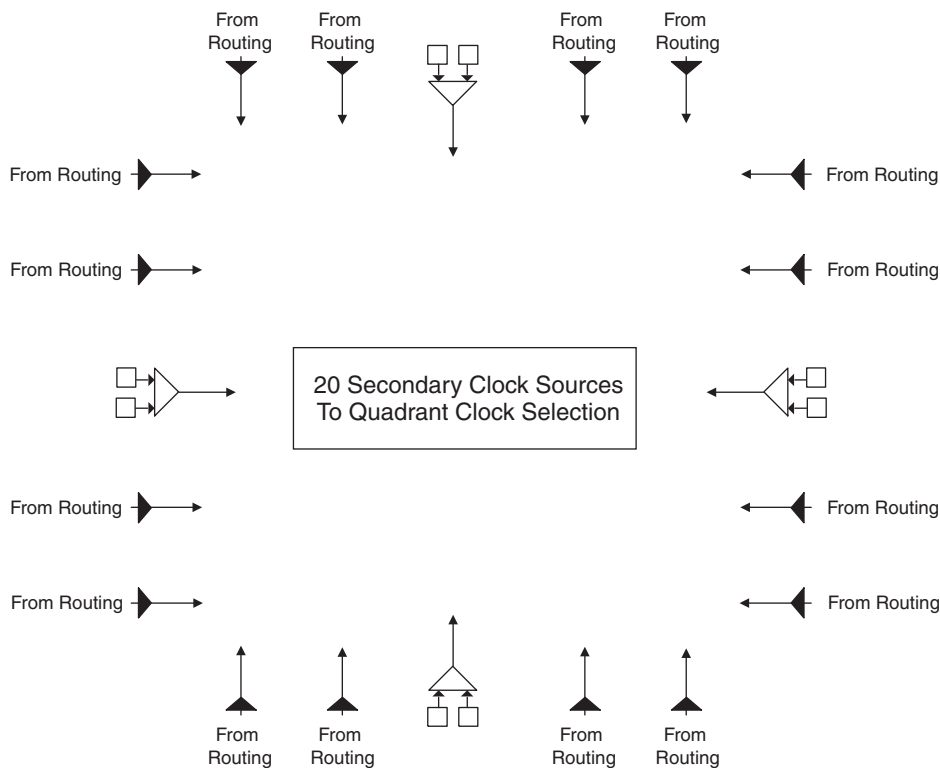 From
Routing
From
Routing
From
Routing
From
Routing
From Routing
From Routing
From Routing
From Routing
20 Secondary Clock Sources
To Quadrant Clock Selection
From Routing
From Routing
From Routing
From Routing
From
Routing
From
Routing
From
Routing
From
Routing